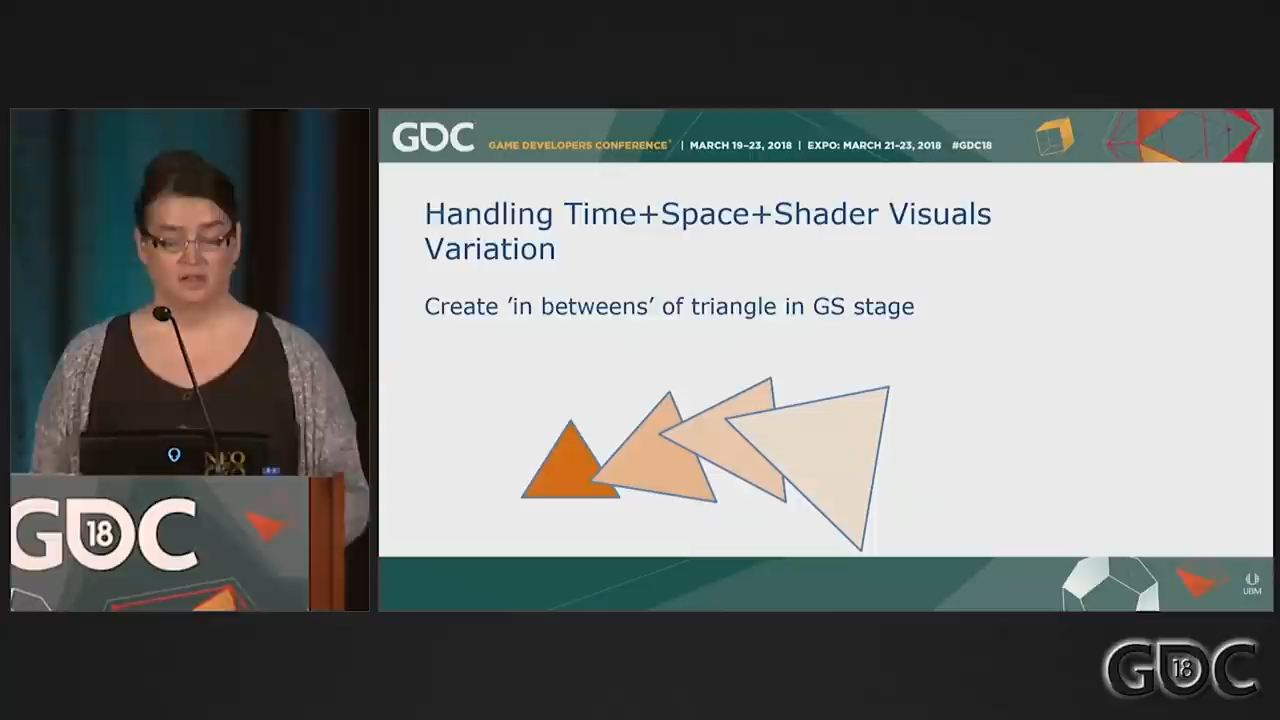 GDC GAME DEVELOPERS CONFERENCE | MARCH 19–23, 2018 | EXPO: MARCH 21–23, 2018 #GDC18
Handling Time+Space+Shader Visuals
Variation
Create ’in betweens’ of triangle in GS stage
NEO
GDC 18
UBM
GDC 18